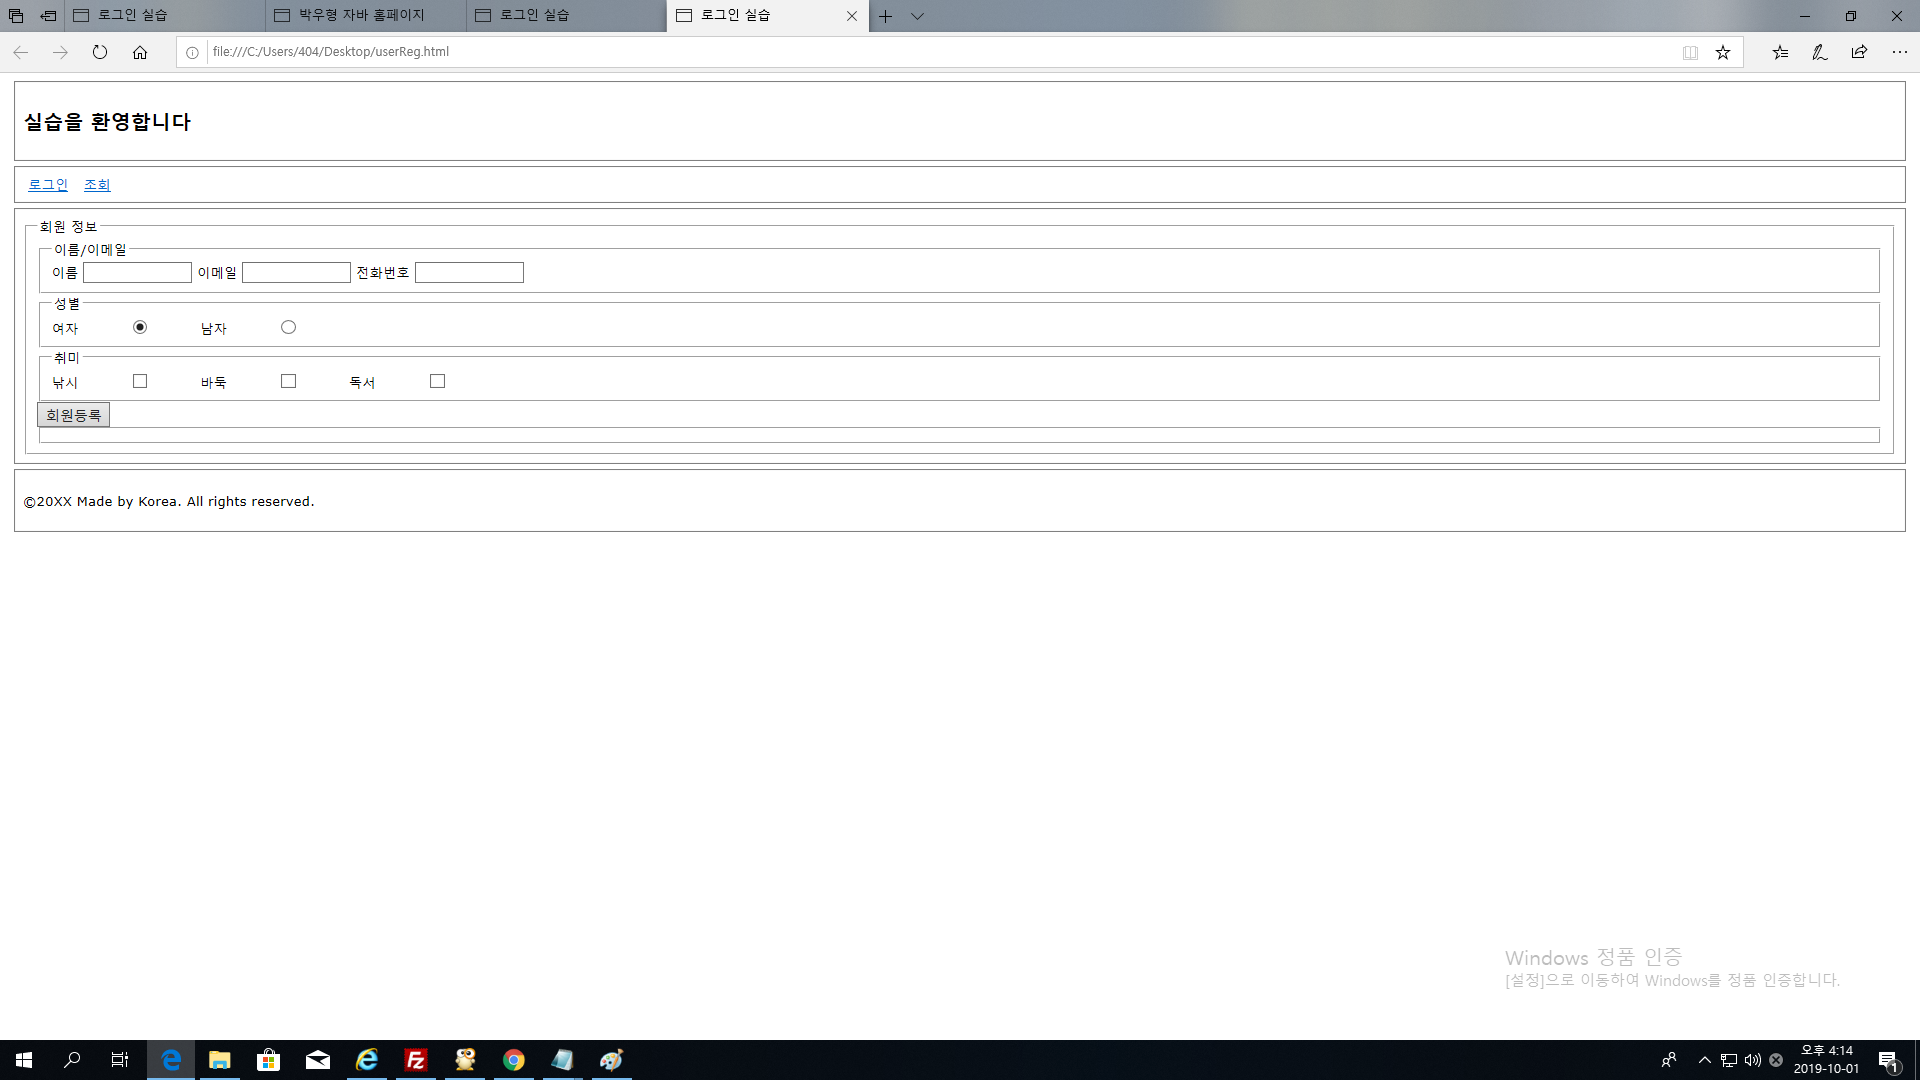 로그인 실습 박우형 자바 홈페이지 로그인 실습 로그인 실습
file:///C:/Users/404/Desktop/userReg.html
실습을 환영합니다
로그인 조회
회원 정보
이름/이메일
이름 이메일 전화번호
성별
여자 남자
취미
낚시 바둑 독서
회원등록
©20XX Made by Korea. All rights reserved.
Windows 정품 인증
[설정]으로 이동하여 Windows를 정품 인증합니다.
오후 4:14
2019-10-01
1